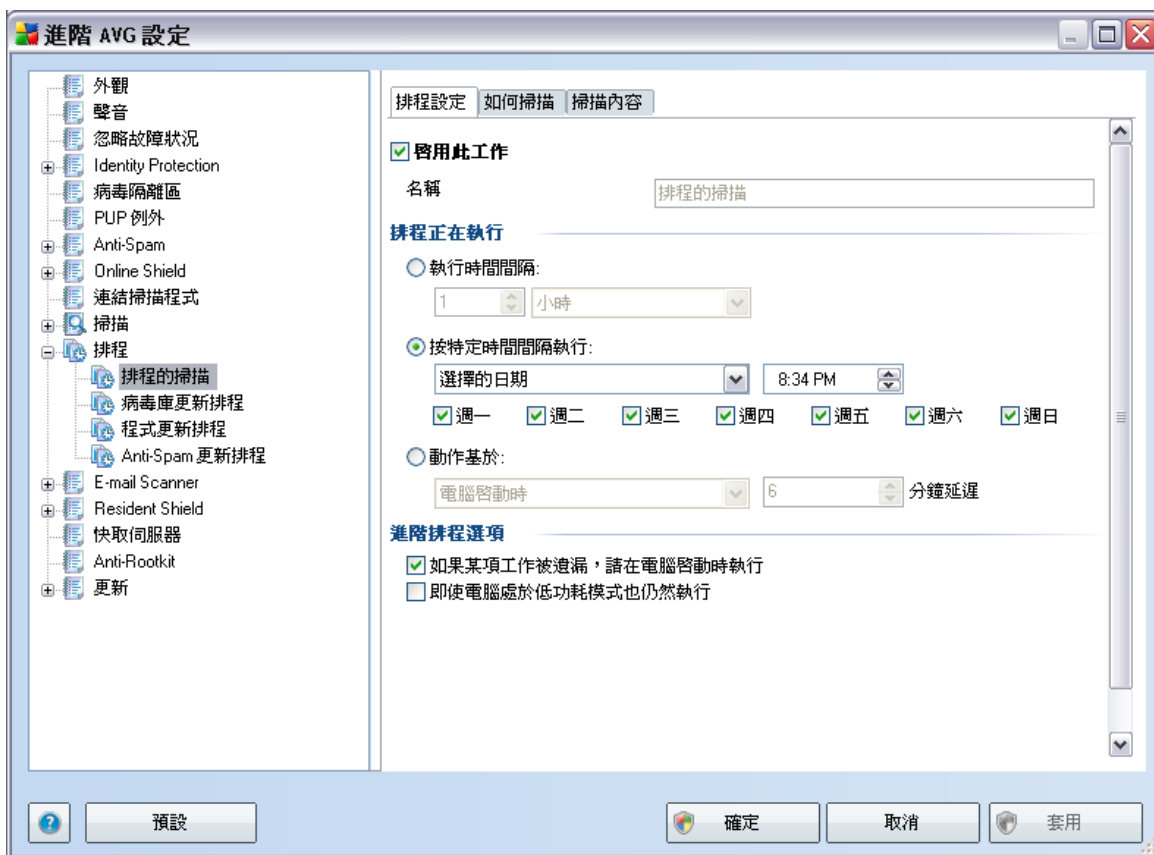 進階 AVG 設定
外觀
聲音
忽略故障狀況
Identity Protection
病毒隔離區
PUP 例外
Anti-Spam
Online Shield
連結掃描程式
掃描
排程
排程的掃描
病毒庫更新排程
程式更新排程
Anti-Spam 更新排程
E-mail Scanner
Resident Shield
快取伺服器
Anti-Rootkit
更新
排程設定 如何掃描 掃描內容
啓用此工作
名稱 排程的掃描
排程正在執行
執行時間間隔:
1 小時
按特定時間間隔執行:
選擇的日期 8:34 PM
週一 週二 週三 週四 週五 週六 週日
動作基於:
電腦啓動時 6 分鐘延遲
進階排程選項
如果某項工作被遺漏，請在電腦啓動時執行
即使電腦處於低功耗模式也仍然執行
? 預設 確定 取消 套用